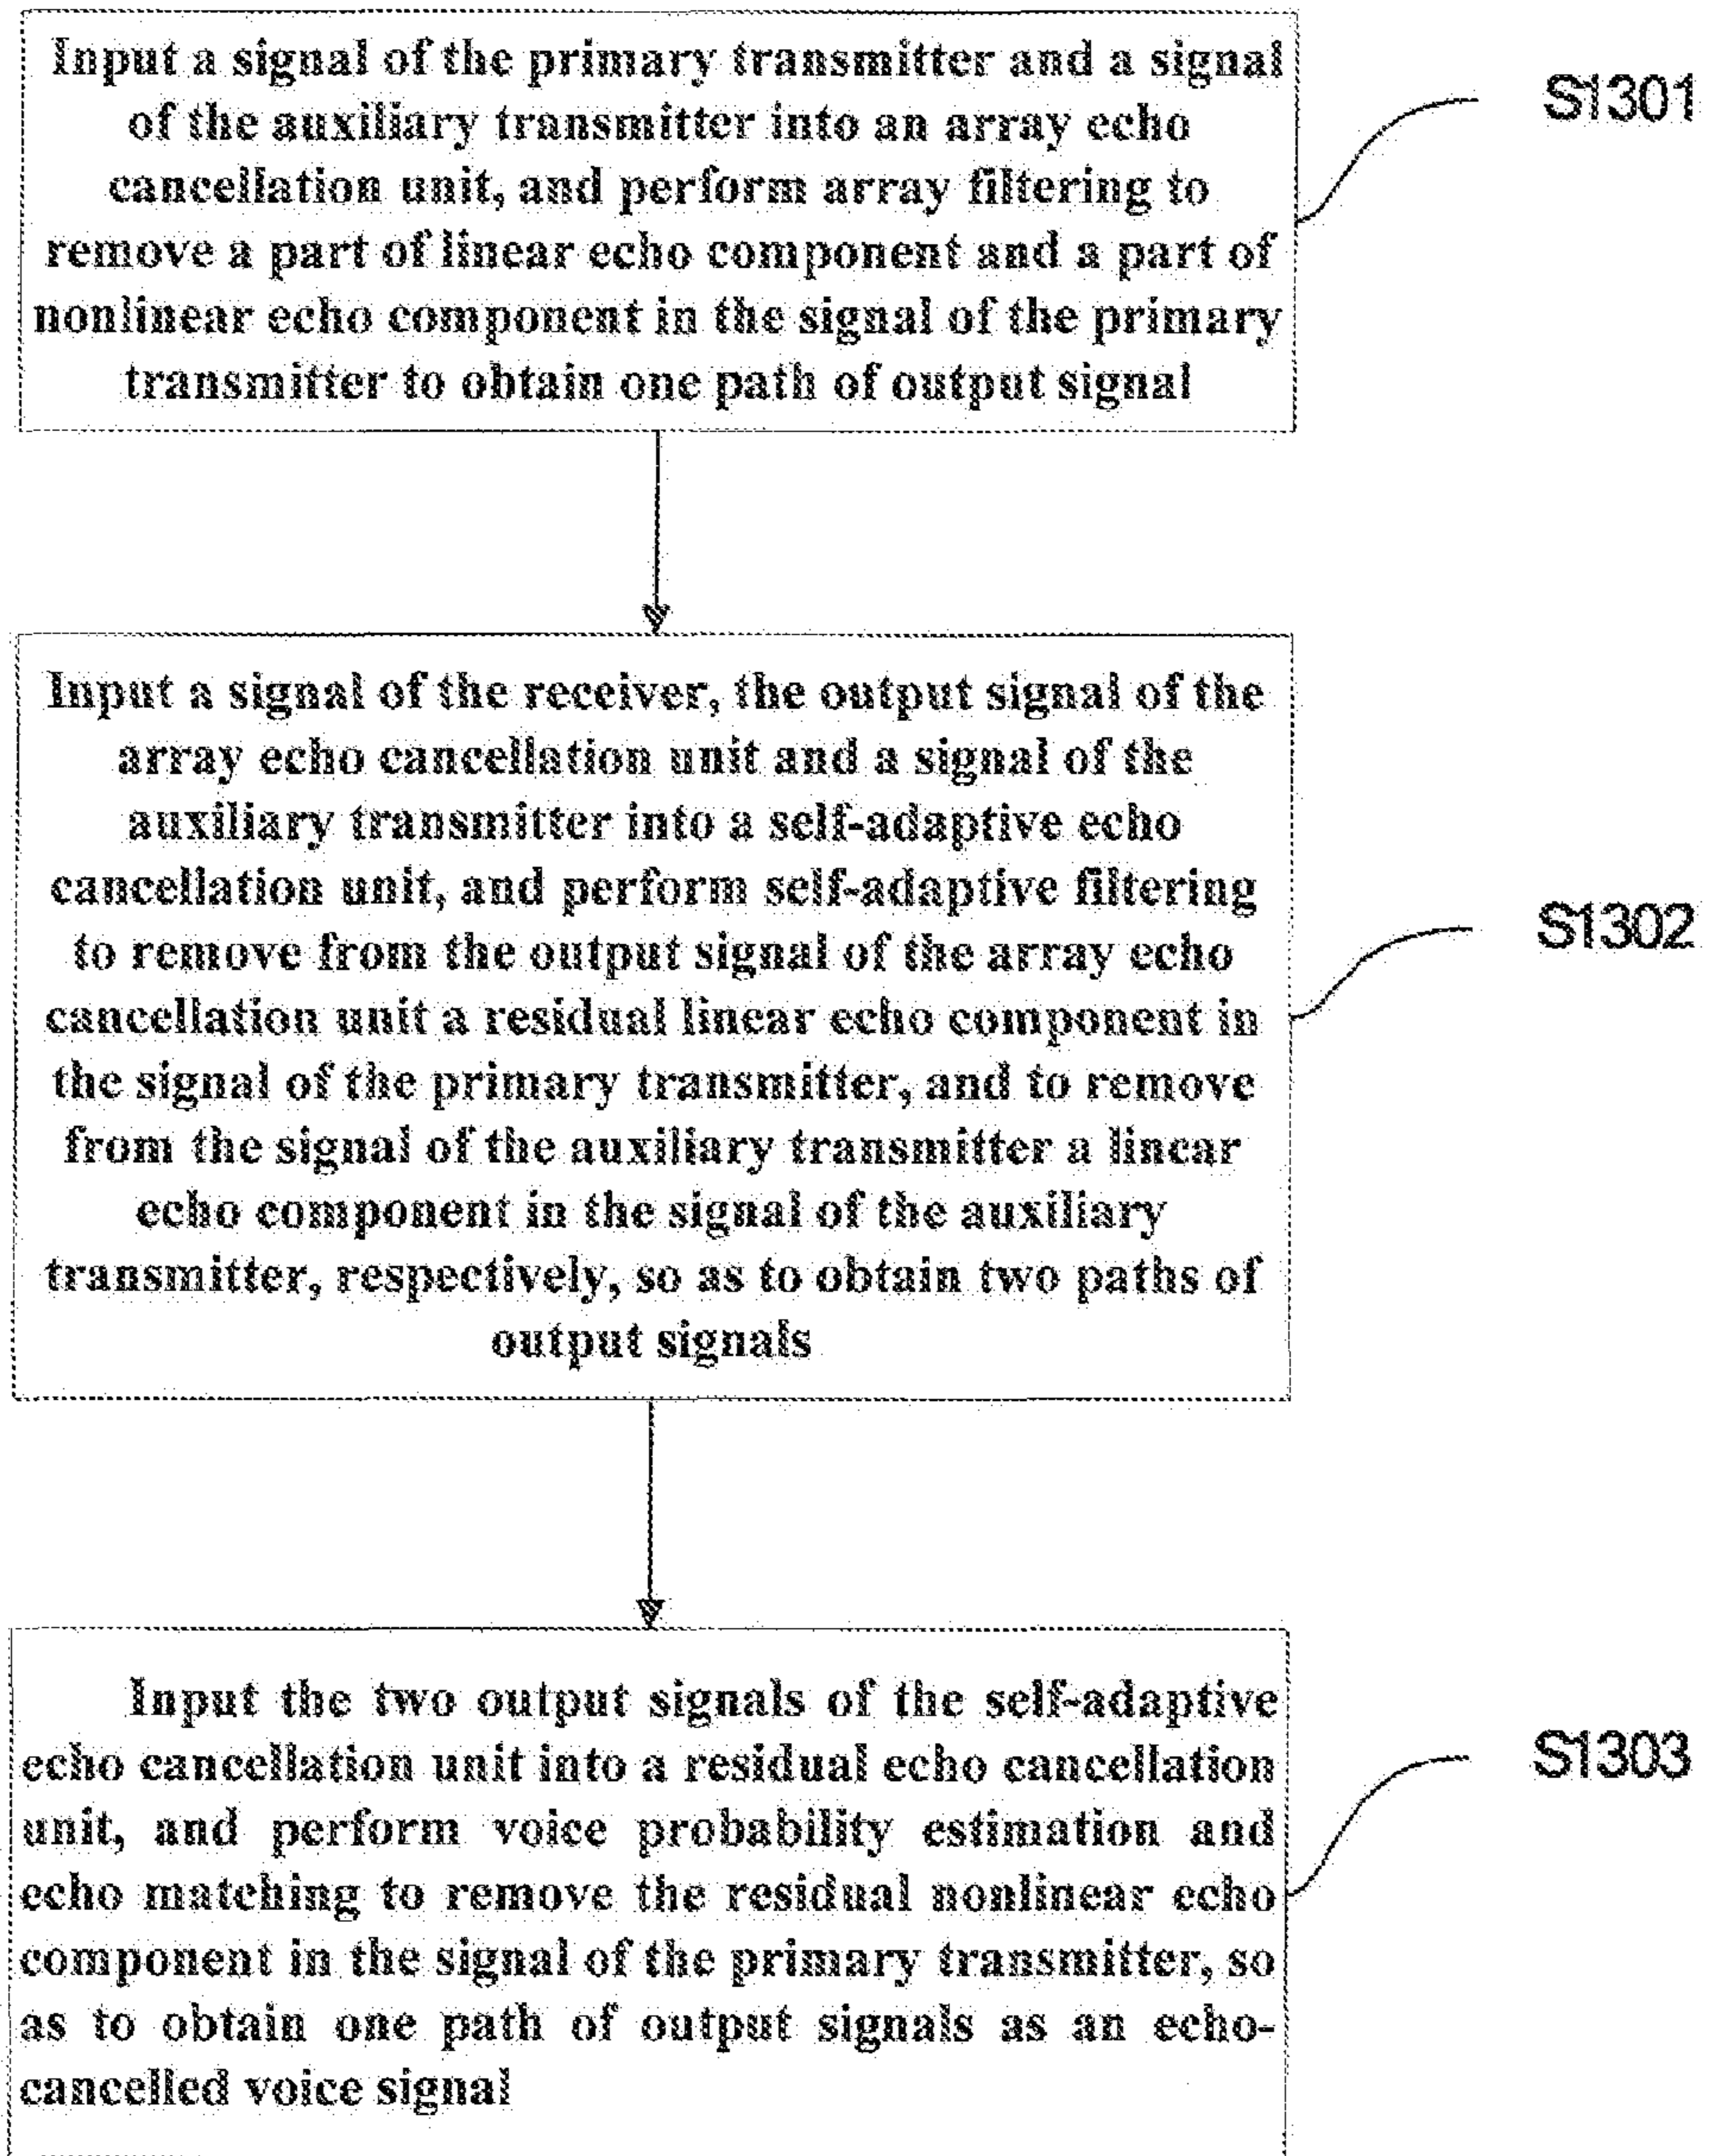 Input a signal of the primary transmitter and a signal
of the auxiliary transmitter into an array echo
cancellation unit, and perform array filtering to
remove a part of linear echo component and a part of
nonlinear echo component in the signal of the primary
transmitter to obtain one path of output signal
S1301
Input a signal of the receiver, the output signal of the
array echo cancellation unit and a signal of the
auxiliary transmitter into a self-adaptive echo
cancellation unit, and perform self-adaptive filtering
to remove from the output signal of the array echo
cancellation unit a residual linear echo component in
the signal of the primary transmitter, and to remove
from the signal of the auxiliary transmitter a linear
echo component in the signal of the auxiliary
transmitter, respectively, so as to obtain two paths of
output signals
S1302
Input the two output signals of the self-adaptive
echo cancellation unit into a residual echo cancellation
unit, and perform voice probability estimation and
echo matching to remove the residual nonlinear echo
component in the signal of the primary transmitter, so
as to obtain one path of output signals as an echo-
cancelled voice signal
S1303